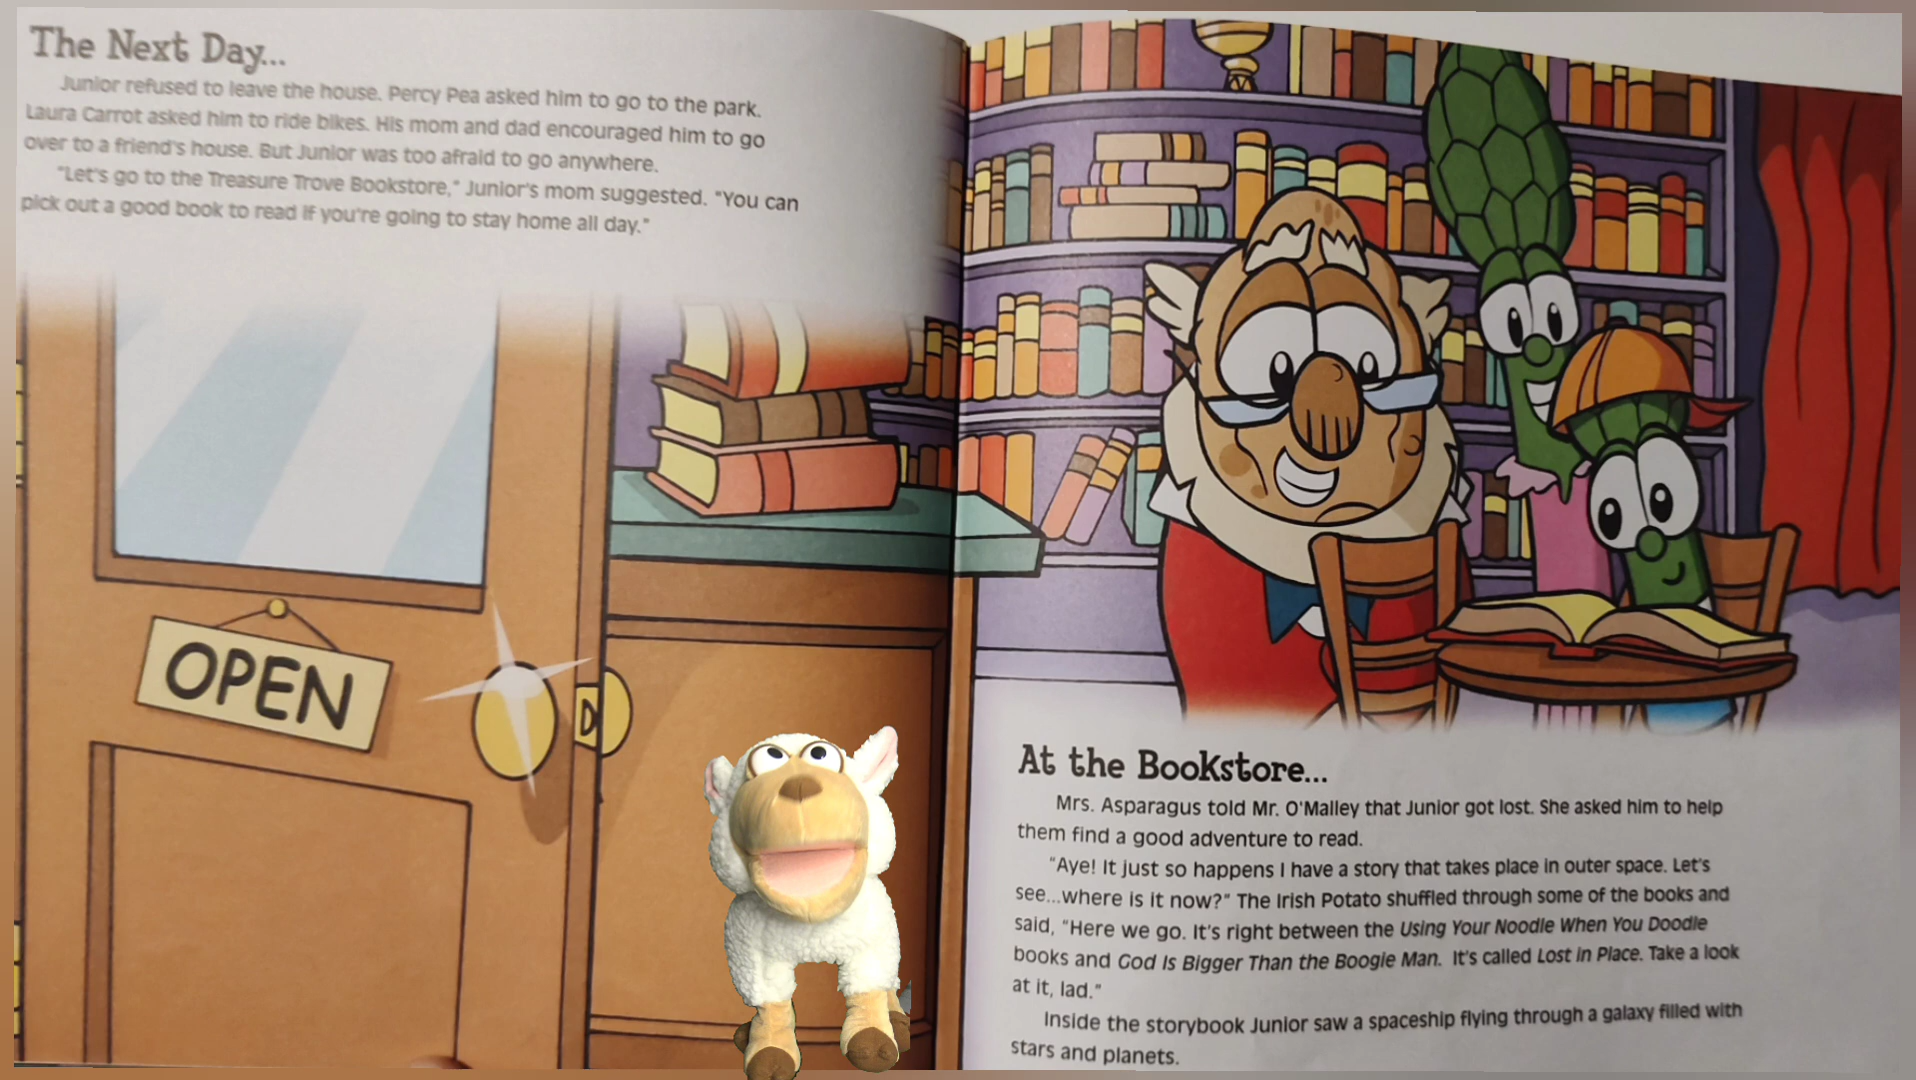 The Next Day...
Junior refused to leave the house. Percy Pea asked him to go to the park.
Laura Carrot asked him to ride bikes. His mom and dad encouraged him to go
over to a friend's house. But Junior was too afraid to go anywhere.
"Let's go to the Treasure Trove Bookstore," Junior's mom suggested. "You can
pick out a good book to read if you're going to stay home all day."
OPEN
D
At the Bookstore...
Mrs. Asparagus told Mr. O'Malley that Junior got lost. She asked him to help
them find a good adventure to read.
"Aye! It just so happens I have a story that takes place in outer space. Let's
see...where is it now?" The Irish Potato shuffled through some of the books and
said, "Here we go. It's right between the Using Your Noodle When You Doodle
books and God Is Bigger Than the Boogie Man. It's called Lost in Place. Take a look
at it, lad."
Inside the storybook Junior saw a spaceship flying through a galaxy filled with
stars and planets.